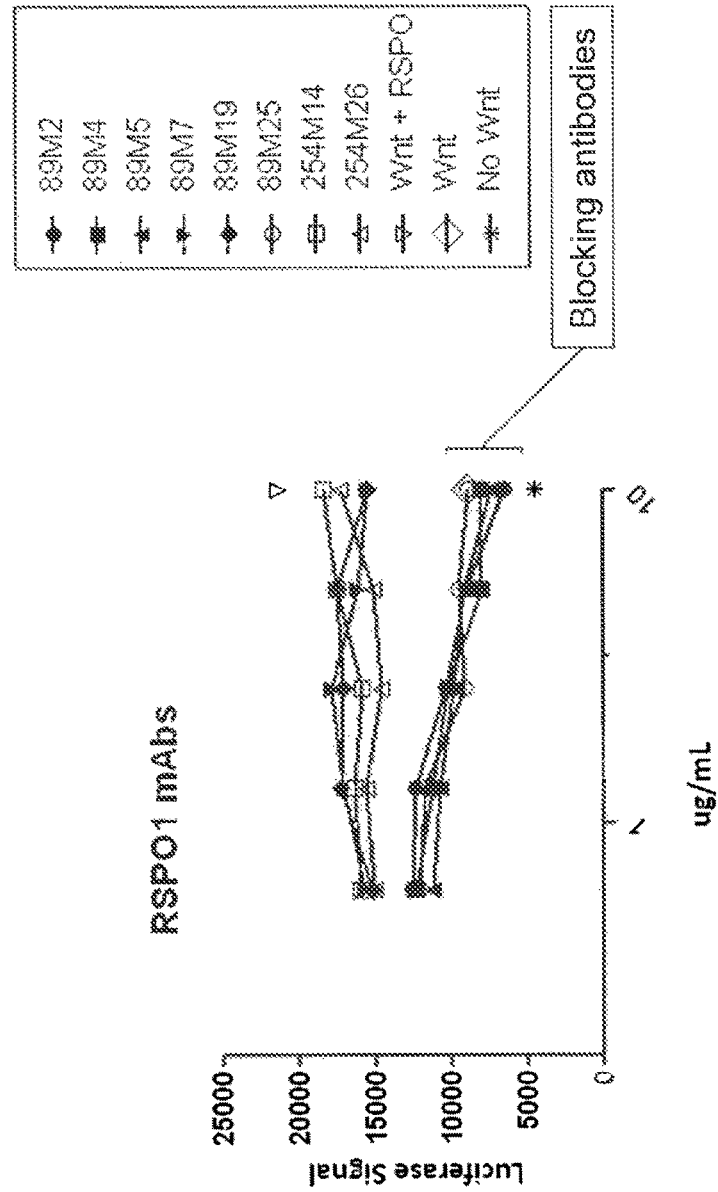 RSPO1 mAbs
Luciferase Signal
25000
20000
15000
10000
5000
0
1
10
ug/mL
89M2
89M4
89M5
89M7
89M19
89M25
254M14
254M26
Wnt + RSPO
Wnt
No Wnt
Blocking antibodies